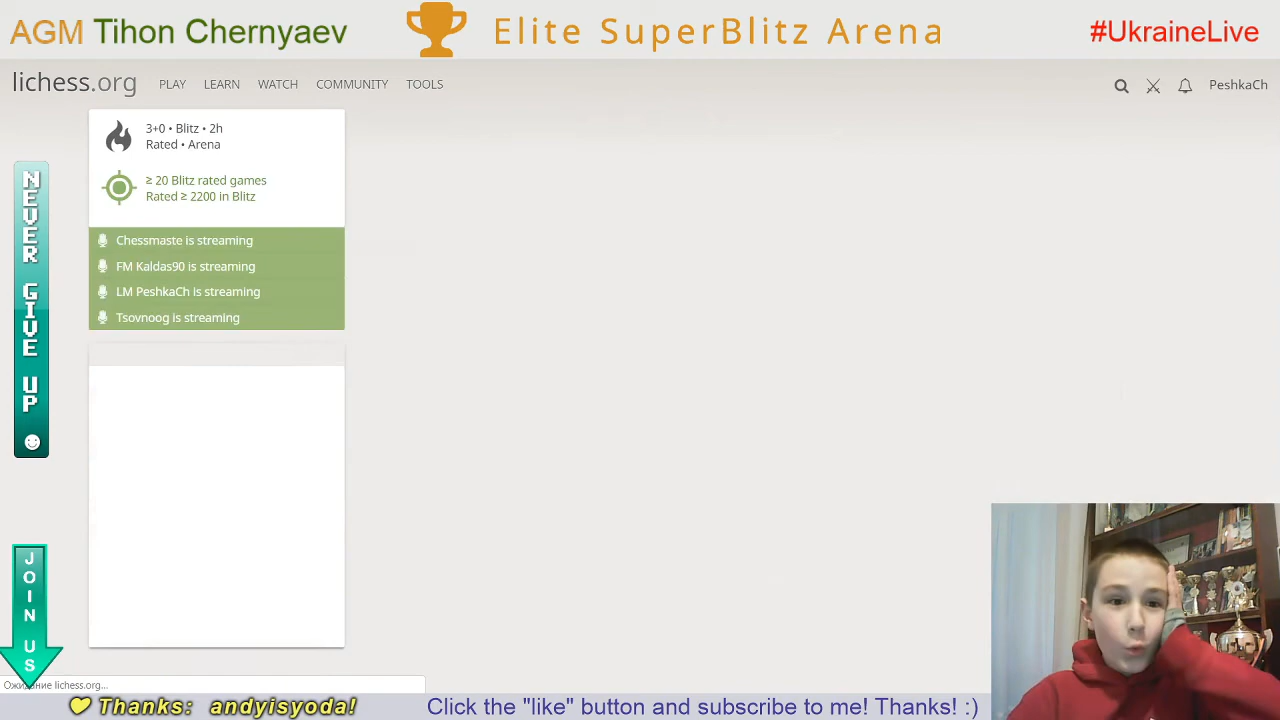 AGM Tihon Chernyaev
Elite SuperBlitz Arena
#UkraineLive
lichess.org
PLAY
LEARN
WATCH
COMMUNITY
TOOLS
PeshkaCh
3+0 • Blitz • 2h
Rated • Arena
≥ 20 Blitz rated games
Rated ≥ 2200 in Blitz
Chessmaste is streaming
FM Kaldas90 is streaming
LM PeshkaCh is streaming
Tsovnoog is streaming
NEVER GIVE UP
JOIN US
Ожидание lichess.org...
Thanks: andyisyoda!
Click the "like" button and subscribe to me! Thanks! :)